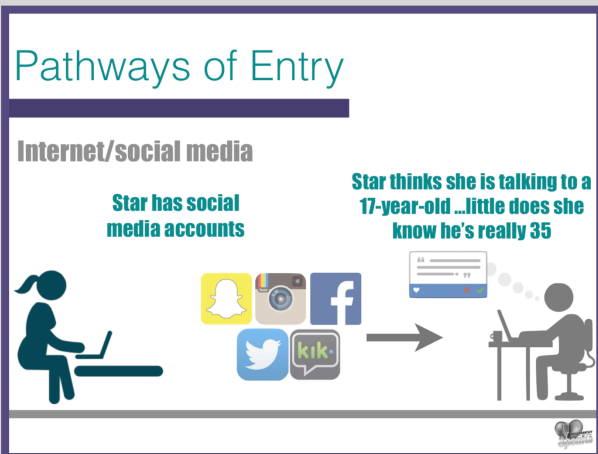 Pathways of Entry
Internet/social media
Star has social
media accounts
Star thinks she is talking to a
17-year-old ...little does she
know he's really 35
kik